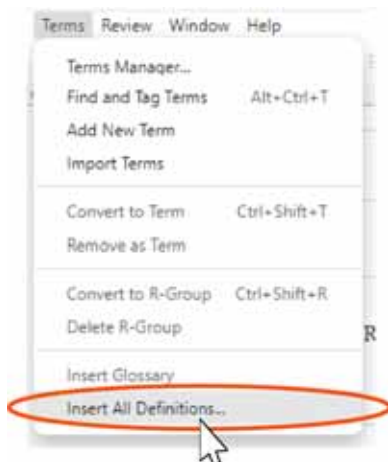 Terms Review Window Help
Terms Manager...
Find and Tag Terms Alt+Ctrl+T
Add New Term
Import Terms
Convert to Term Ctrl+Shift+T
Remove as Term
Convert to R-Group Ctrl+Shift+R
Delete R-Group
R
Insert Glossary
Insert All Definitions...